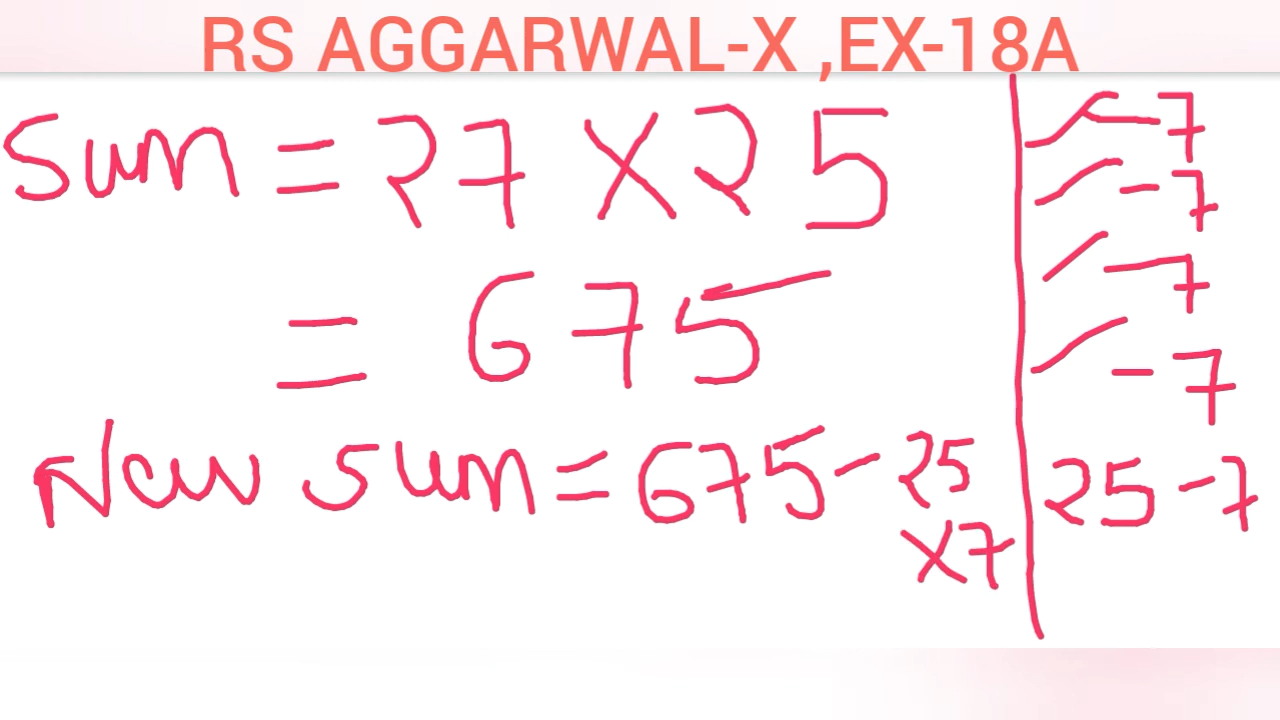 RS AGGARWAL-X ,EX-18A
Sum = 27 X 25
= 675
New sum = 675 - 25
X7
- 7
- 7
- 7
- 7
25 - 7